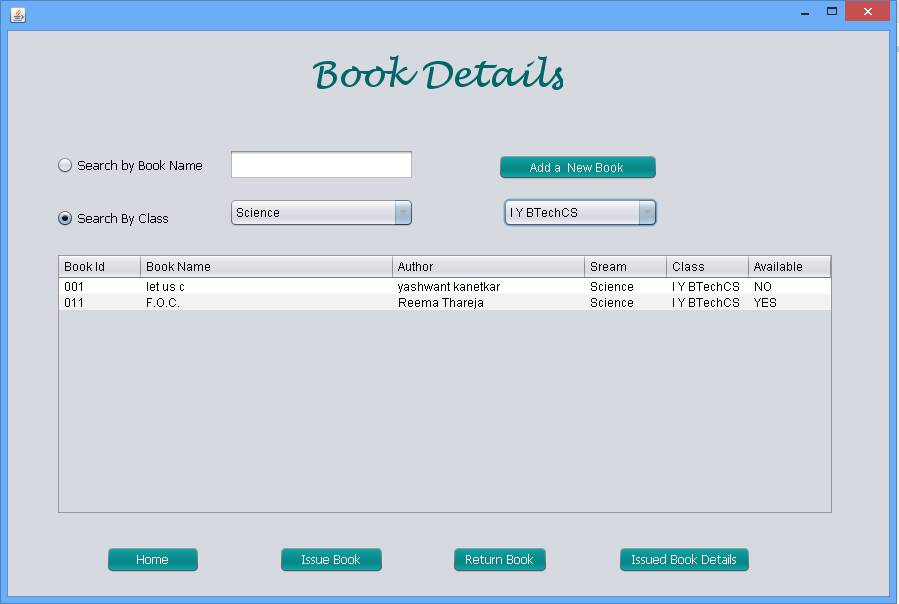 Book Details
Search by Book Name
Add a New Book
Search By Class Science I Y BTechCS
Book Id Book Name Author Sream Class Available
001 let us c yashwant kanetkar Science I Y BTechCS NO
011 F.O.C. Reema Thareja Science I Y BTechCS YES
Home Issue Book Return Book Issued Book Details